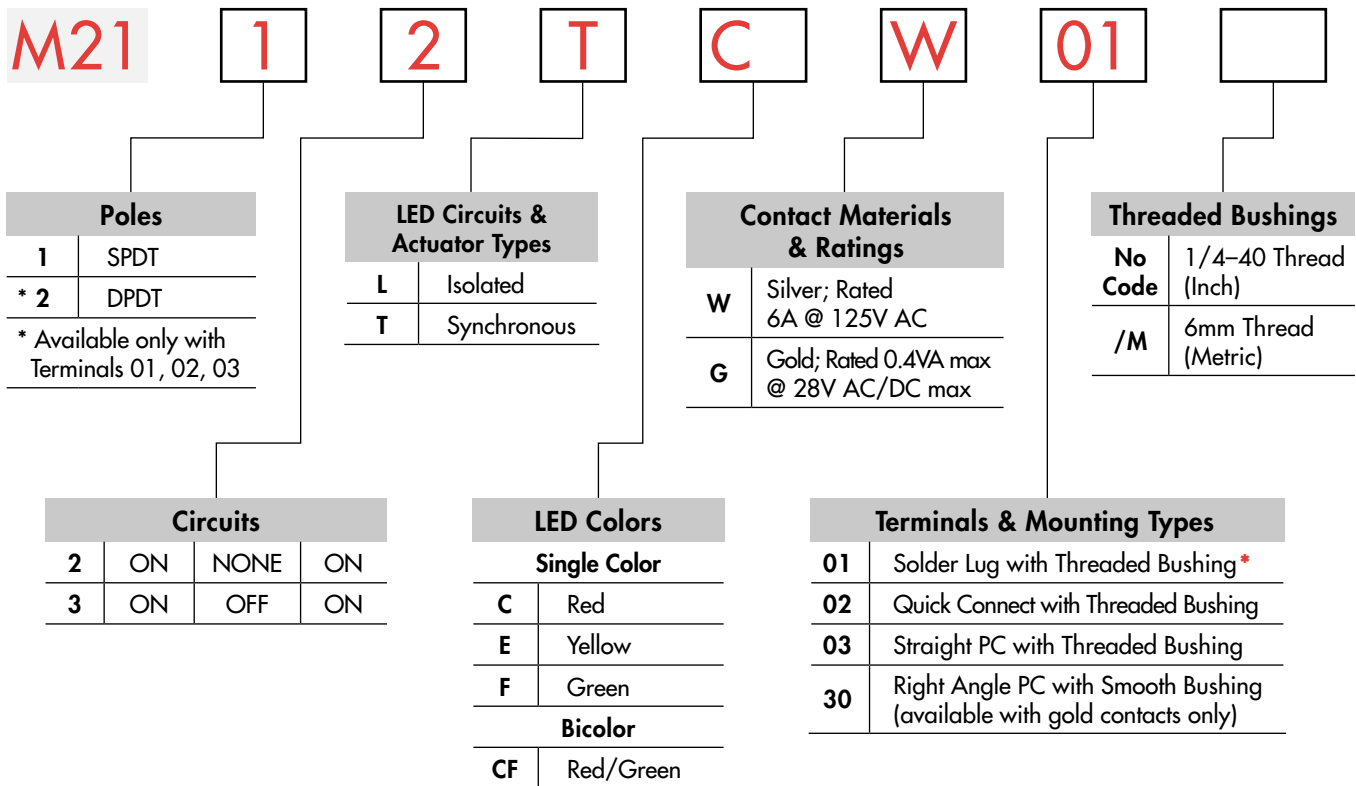 M21 1 2 T C W 01
Poles
1 SPDT
* 2 DPDT
* Available only with
Terminals 01, 02, 03
LED Circuits &
Actuator Types
L Isolated
T Synchronous
Contact Materials
& Ratings
W Silver; Rated
6A @ 125V AC
G Gold; Rated 0.4VA max
@ 28V AC/DC max
Threaded Bushings
No Code 1/4–40 Thread
(Inch)
/M 6mm Thread
(Metric)
Circuits
2 ON NONE ON
3 ON OFF ON
LED Colors
Single Color
C Red
E Yellow
F Green
Bicolor
CF Red/Green
Terminals & Mounting Types
01 Solder Lug with Threaded Bushing*
02 Quick Connect with Threaded Bushing
03 Straight PC with Threaded Bushing
30 Right Angle PC with Smooth Bushing
(available with gold contacts only)